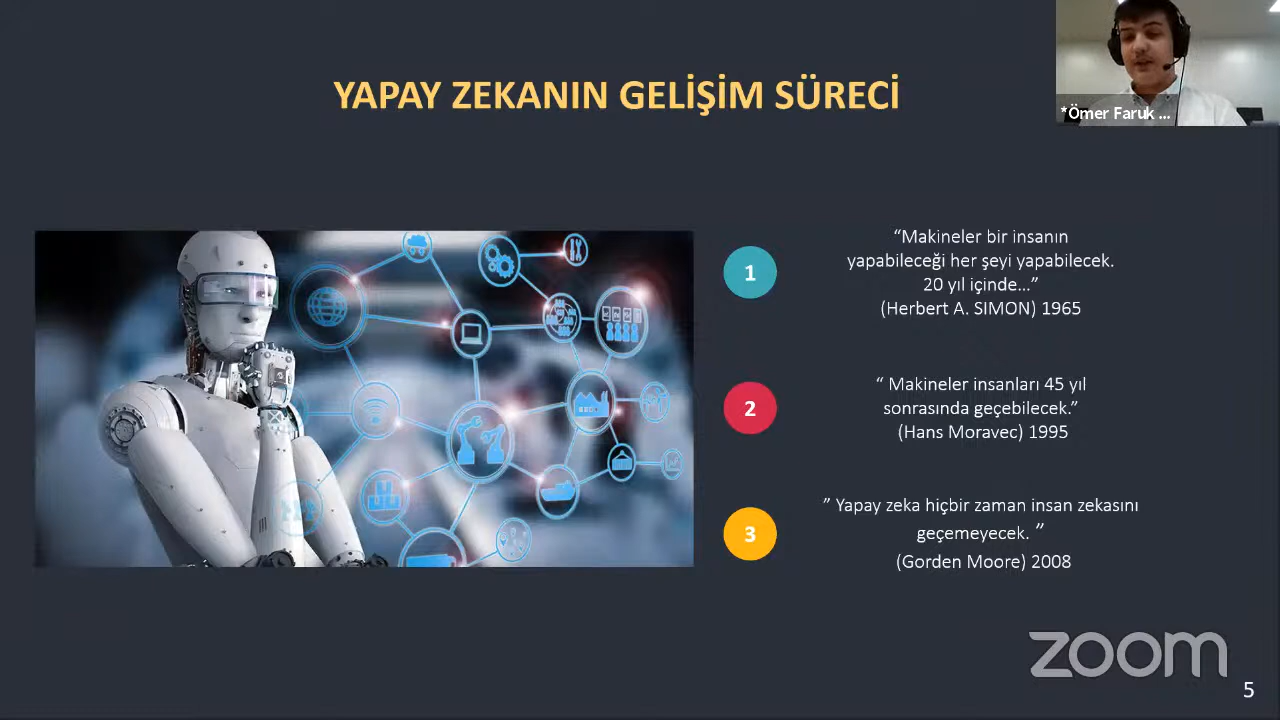 YAPAY ZEKANIN GELİŞİM SÜRECİ
*Ömer Faruk ...
1
“Makineler bir insanın
yapabileceği her şeyi yapabilecek.
20 yıl içinde...”
(Herbert A. SIMON) 1965
2
“ Makineler insanları 45 yıl
sonrasında geçebilecek.”
(Hans Moravec) 1995
3
” Yapay zeka hiçbir zaman insan zekasını
geçemeyecek. ”
(Gorden Moore) 2008
zoom
5